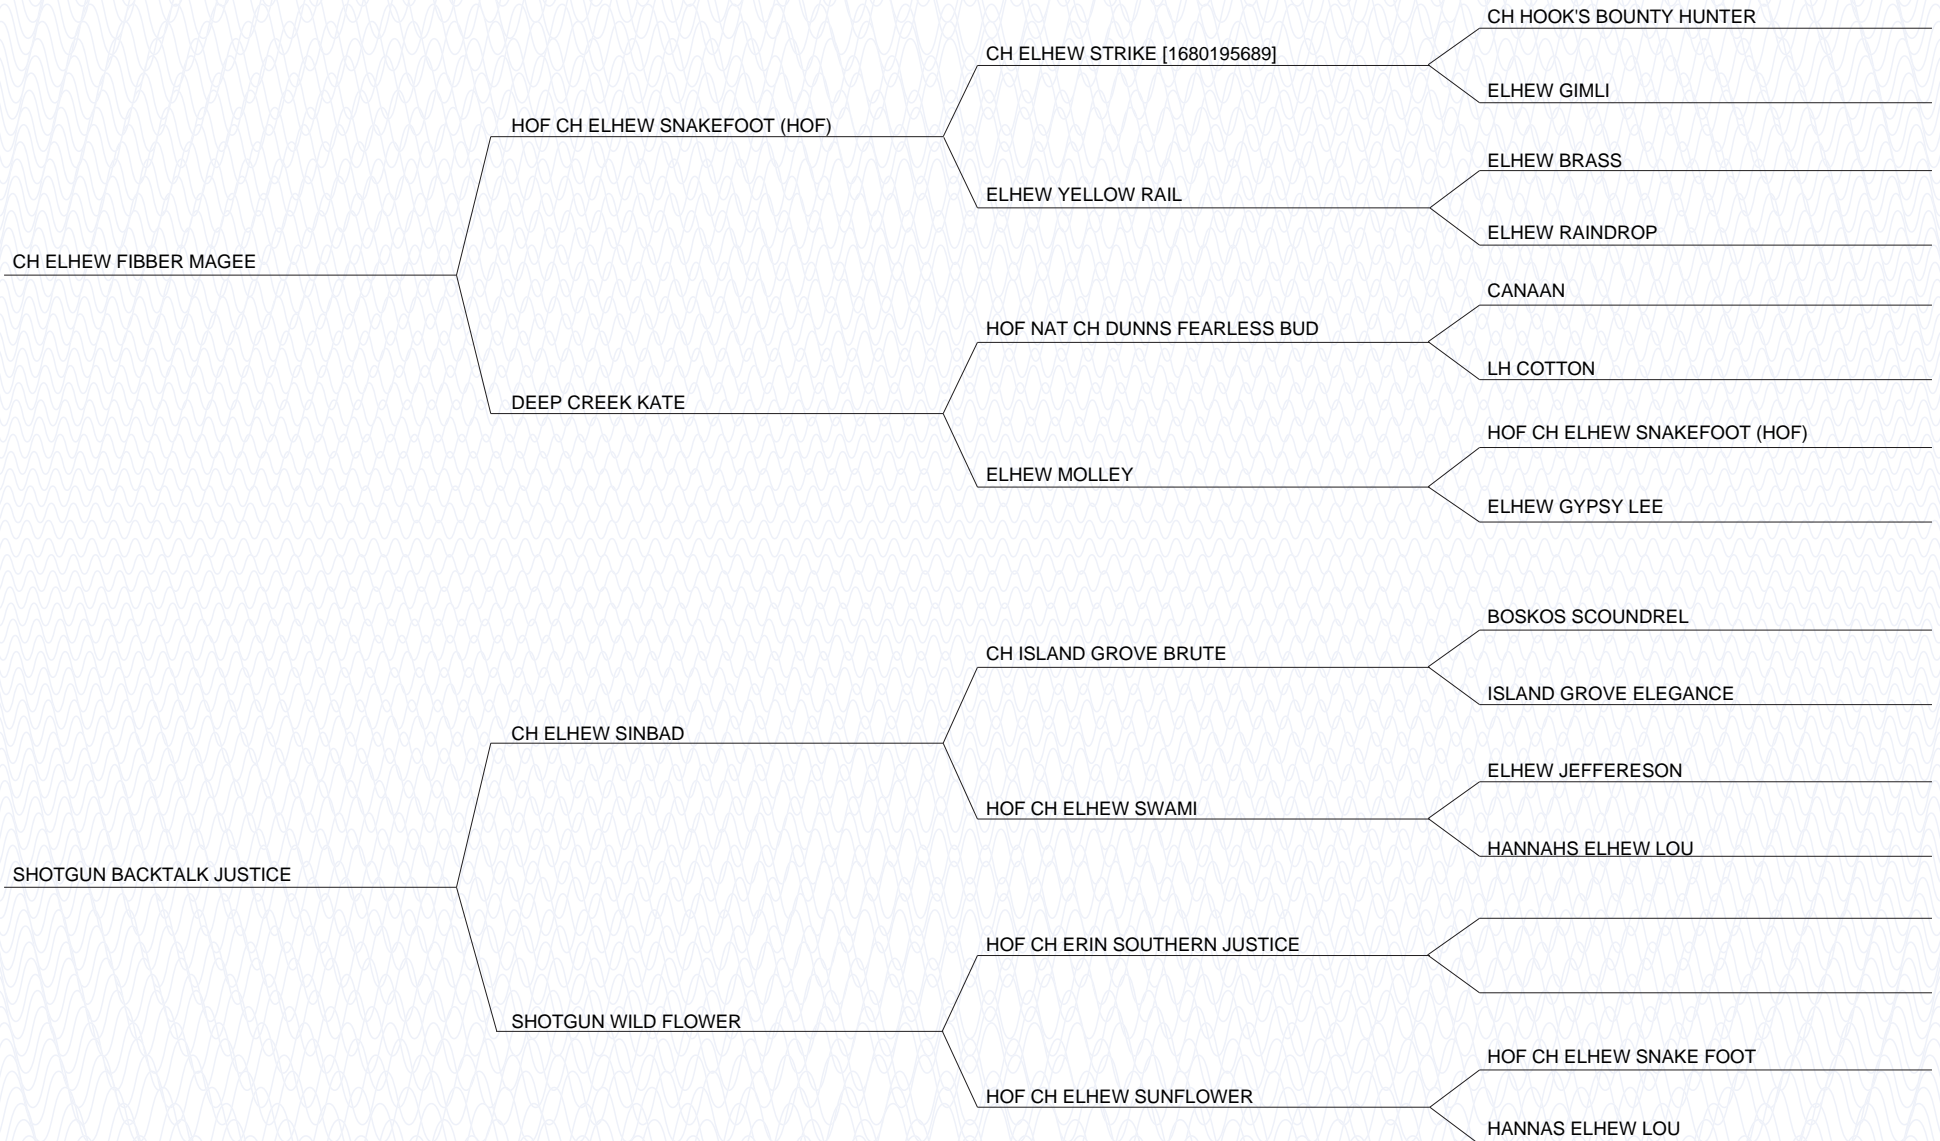 CH HOOK'S BOUNTY HUNTER
CH ELHEW STRIKE [1680195689]
ELHEW GIMLI
HOF CH ELHEW SNAKEFOOT (HOF)
ELHEW BRASS
ELHEW YELLOW RAIL
ELHEW RAINDROP
CH ELHEW FIBBER MAGEE
CANAAN
HOF NAT CH DUNNS FEARLESS BUD
LH COTTON
DEEP CREEK KATE
HOF CH ELHEW SNAKEFOOT (HOF)
ELHEW MOLLEY
ELHEW GYPSY LEE
BOSKOS SCOUNDREL
CH ISLAND GROVE BRUTE
ISLAND GROVE ELEGANCE
CH ELHEW SINBAD
ELHEW JEFFERESON
HOF CH ELHEW SWAMI
HANNAHS ELHEW LOU
SHOTGUN BACKTALK JUSTICE
HOF CH ERIN SOUTHERN JUSTICE
SHOTGUN WILD FLOWER
HOF CH ELHEW SNAKE FOOT
HOF CH ELHEW SUNFLOWER
HANNAS ELHEW LOU